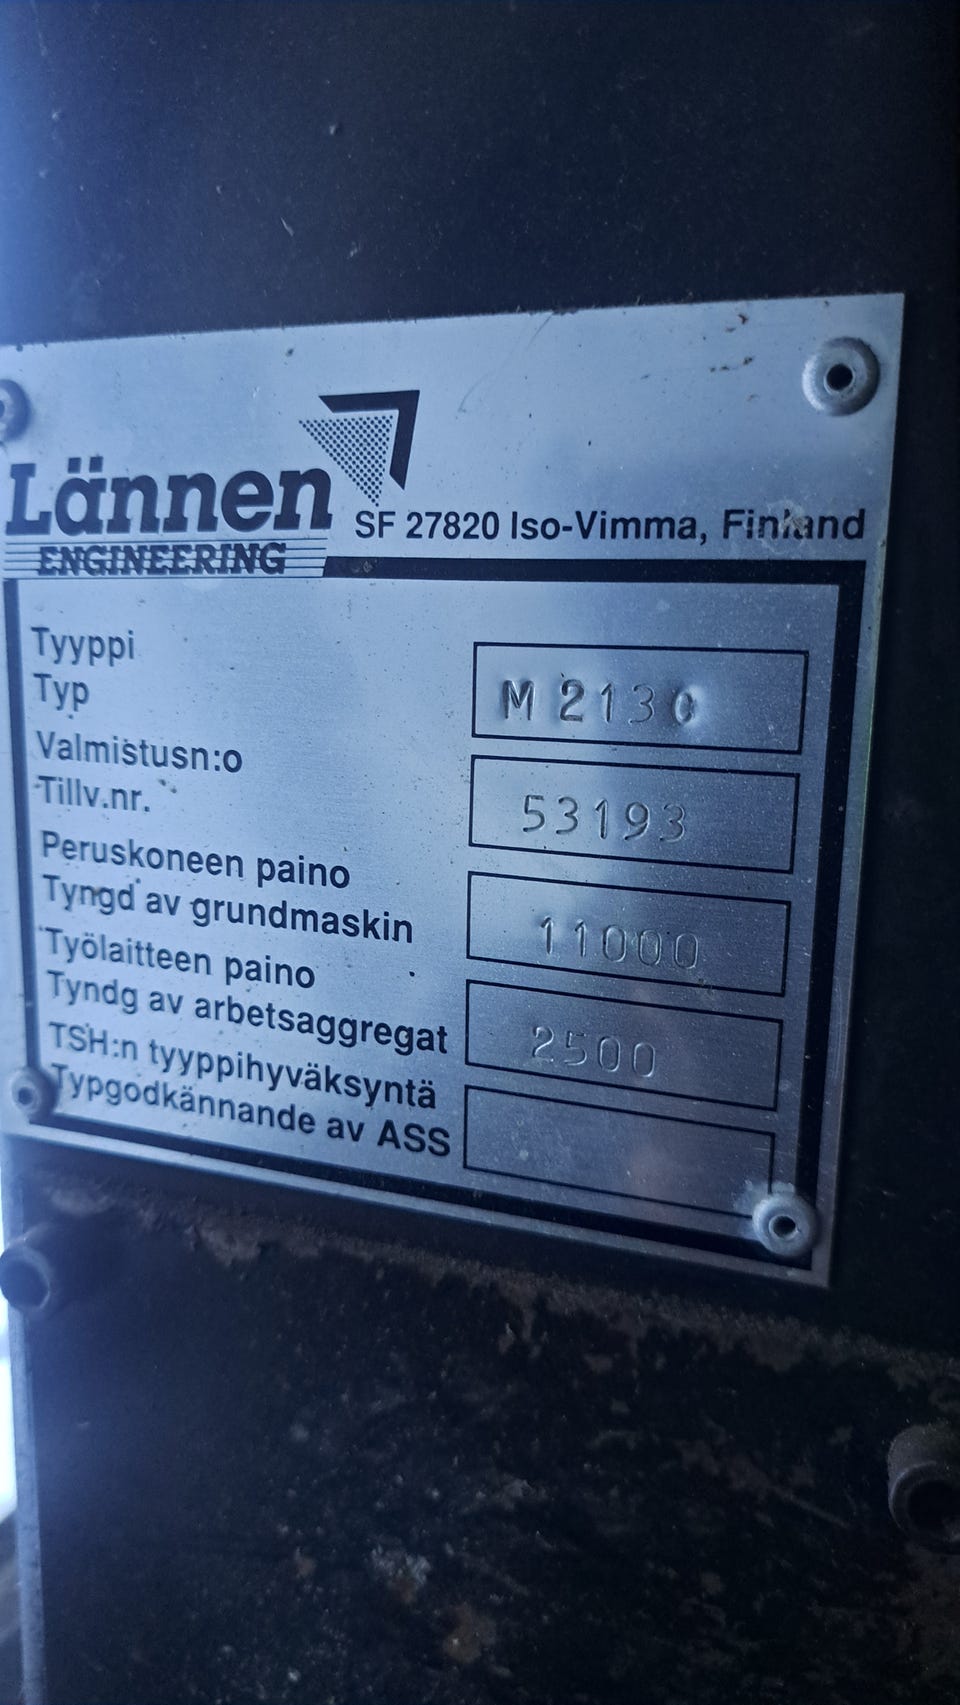 Lännen
ENGINEERING
SF 27820 Iso-Vimma, Finland
Tyyppi
Typ
M 2130
Valmistusn:o
Tillv.nr.
53193
Peruskoneen paino
Tyngd av grundmaskin
11000
Työlaitteen paino
Tyndg av arbetsaggregat
2500
TSH:n tyyppihyväksyntä
Typgodkännande av ASS